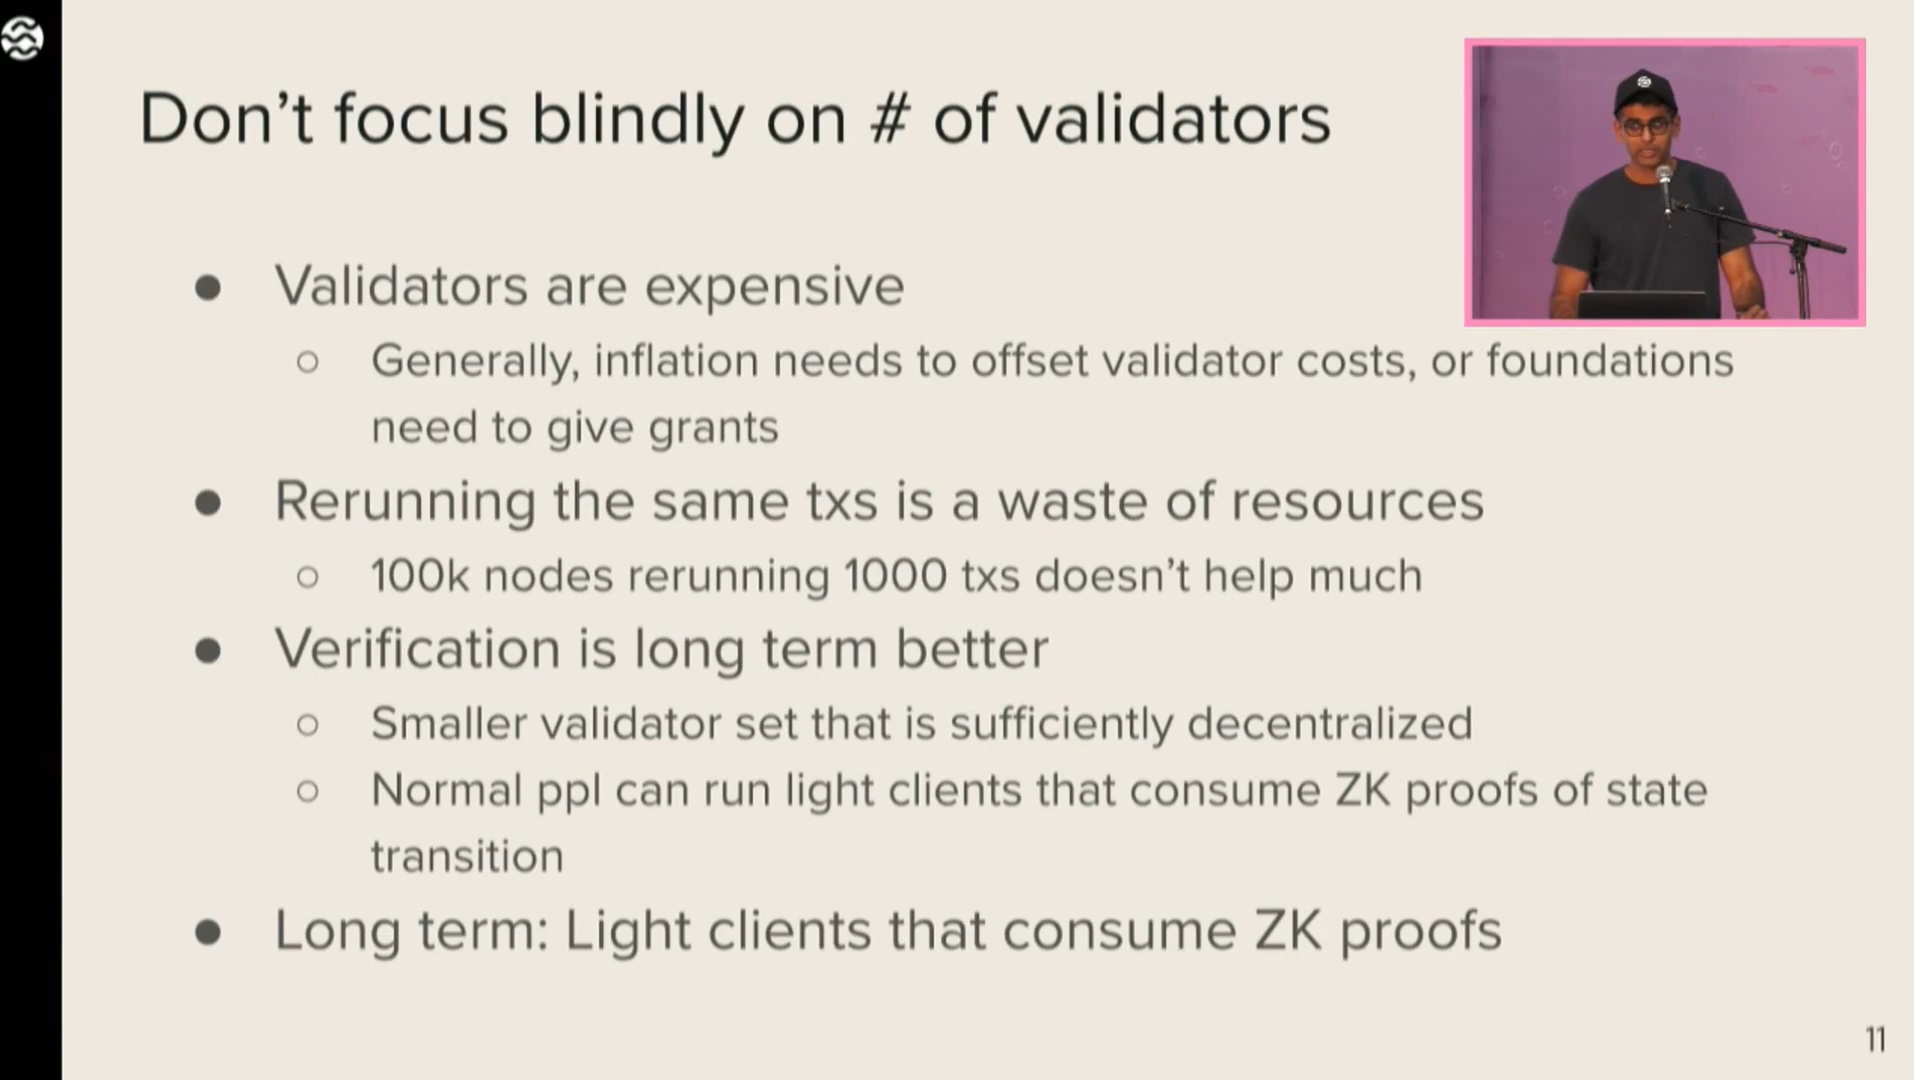 Don't focus blindly on # of validators
● Validators are expensive
○ Generally, inflation needs to offset validator costs, or foundations
need to give grants
● Rerunning the same txs is a waste of resources
○ 100k nodes rerunning 1000 txs doesn't help much
● Verification is long term better
○ Smaller validator set that is sufficiently decentralized
○ Normal ppl can run light clients that consume ZK proofs of state
transition
● Long term: Light clients that consume ZK proofs
11